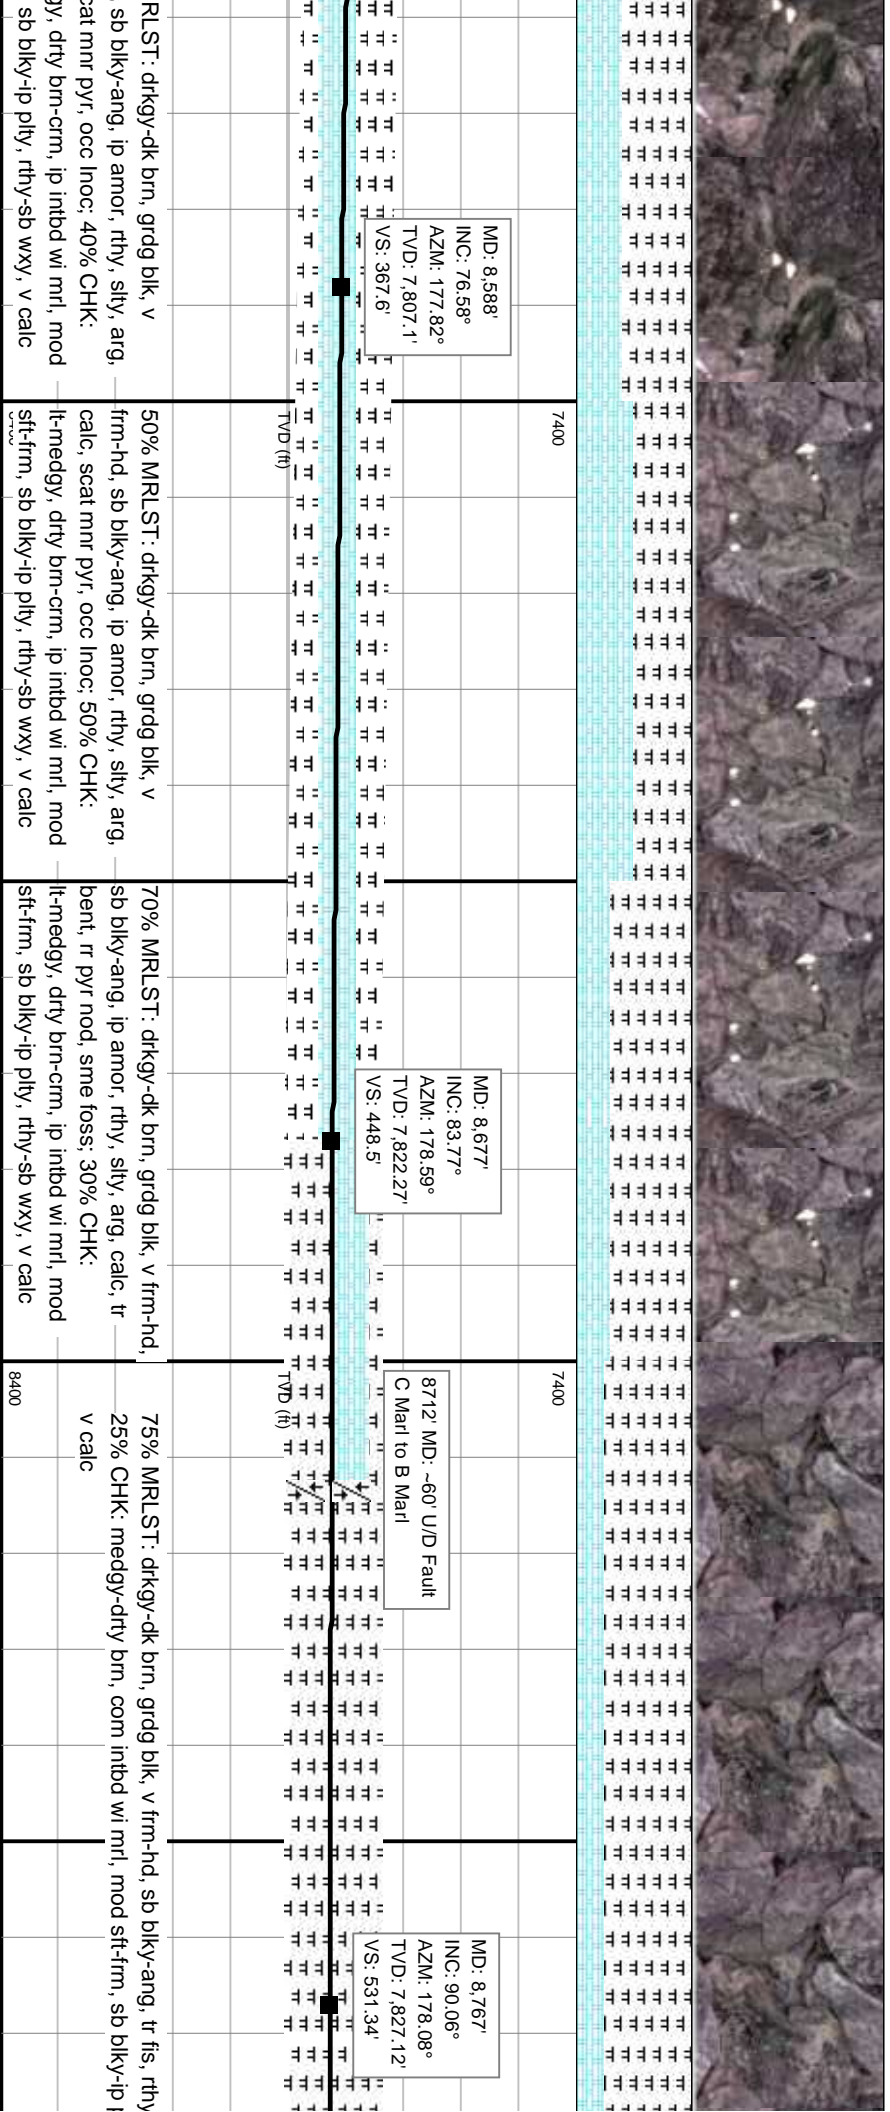 RLST: drkgy-dk brn, grdg blk, v
, sb blky-ang, ip amor, rthy, slty, arg,
cat mnr pyr, occ Inoc; 40% CHK:
gy, drty brn-crm, ip intbd wi mrl, mod
sb blky-ip plty, rthy-sb wxy, v calc
MD: 8,588'
INC: 76.58°
AZM: 177.82°
TVD: 7,807.1'
VS: 367.6'
7400
TVD (ft)
50% MRLST: drkgy-dk brn, grdg blk, v
frm-hd, sb blky-ang, ip amor, rthy, slty, arg,
calc, scat mnr pyr, occ Inoc; 50% CHK:
lt-medgy, drty brn-crm, ip intbd wi mrl, mod
sft-frm, sb blky-ip plty, rthy-sb wxy, v calc
70% MRLST: drkgy-dk brn, grdg blk, v frm-hd,
sb blky-ang, ip amor, rthy, slty, arg, calc, tr
bent, rr pyr nod, sme foss; 30% CHK:
lt-medgy, drty brn-crm, ip intbd wi mrl, mod
sft-frm, sb blky-ip plty, rthy-sb wxy, v calc
MD: 8,677'
INC: 83.77°
AZM: 178.59°
TVD: 7,822.27'
VS: 448.5'
7400
TVD (ft)
8400
8712' MD: ~60' U/D Fault
C Marl to B Marl
75% MRLST: drkgy-dk brn, grdg blk, v frm-hd, sb blky-ang, tr fis, rthy
25% CHK: medgy-drty brn, com intbd wi mrl, mod sft-frm, sb blky-ip p
v calc
MD: 8,767'
INC: 90.06°
AZM: 178.08°
TVD: 7,827.12'
VS: 531.34'